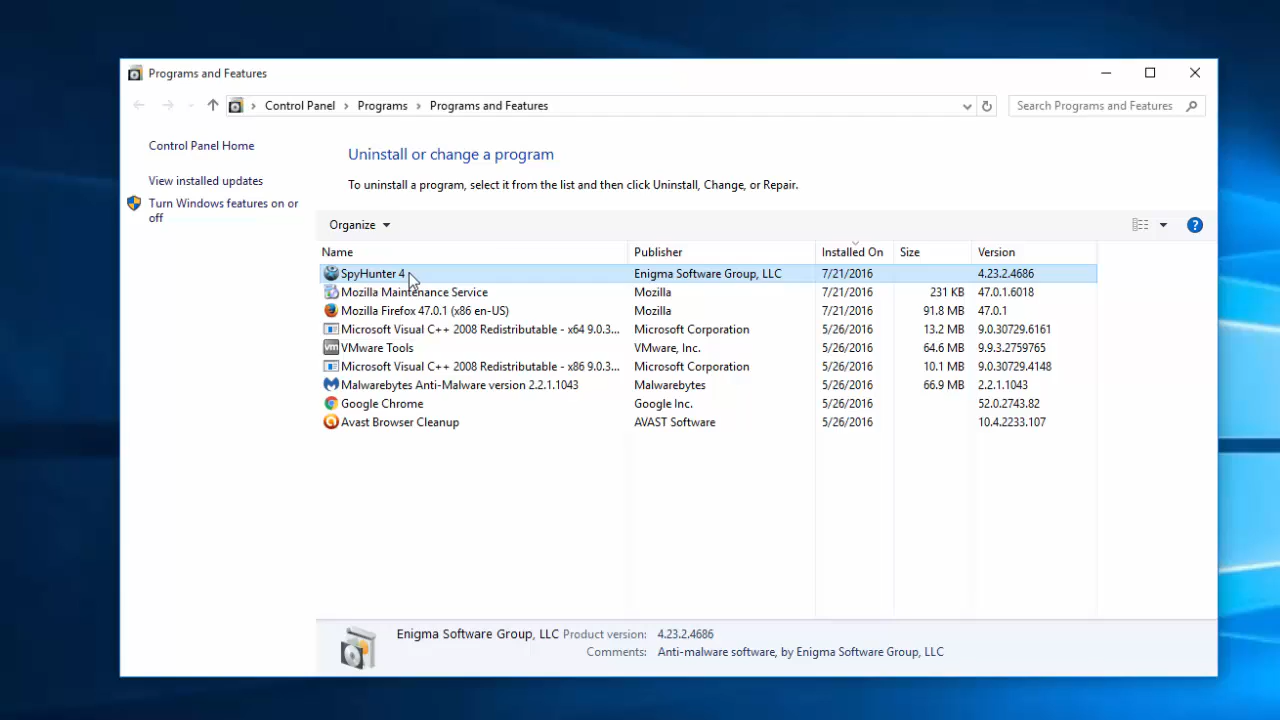 Programs and Features
Control Panel > Programs > Programs and Features
Search Programs and Features
Control Panel Home
View installed updates
Turn Windows features on or
off
Uninstall or change a program
To uninstall a program, select it from the list and then click Uninstall, Change, or Repair.
Organize
Name Publisher Installed On Size Version
SpyHunter 4 Enigma Software Group, LLC 7/21/2016 4.23.2.4686
Mozilla Maintenance Service Mozilla 7/21/2016 231 KB 47.0.1.6018
Mozilla Firefox 47.0.1 (x86 en-US) Mozilla 7/21/2016 91.8 MB 47.0.1
Microsoft Visual C++ 2008 Redistributable - x64 9.0.3... Microsoft Corporation 5/26/2016 13.2 MB 9.0.30729.6161
vm VMware Tools VMware, Inc. 5/26/2016 64.6 MB 9.9.3.2759765
Microsoft Visual C++ 2008 Redistributable - x86 9.0.3... Microsoft Corporation 5/26/2016 10.1 MB 9.0.30729.4148
Malwarebytes Anti-Malware version 2.2.1.1043 Malwarebytes 5/26/2016 66.9 MB 2.2.1.1043
Google Chrome Google Inc. 5/26/2016 52.0.2743.82
Avast Browser Cleanup AVAST Software 5/26/2016 10.4.2233.107
Enigma Software Group, LLC Product version: 4.23.2.4686
Comments: Anti-malware software, by Enigma Software Group, LLC